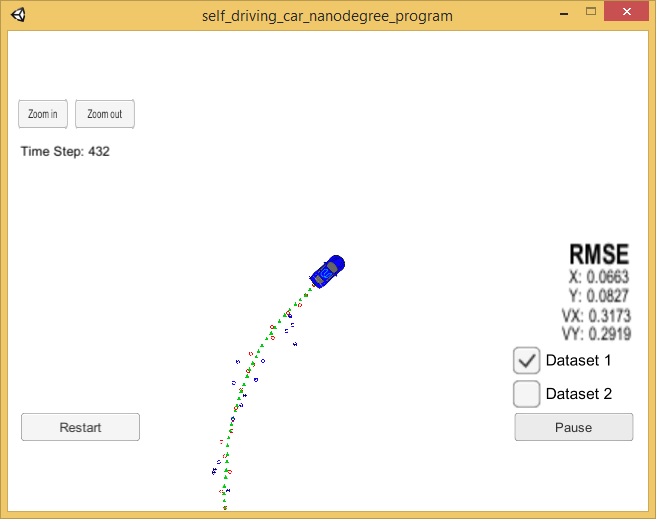 self_driving_car_nanodegree_program
Zoom in
Zoom out
Time Step: 432
RMSE
X: 0.0663
Y: 0.0827
VX: 0.3173
VY: 0.2919
Dataset 1
Dataset 2
Restart
Pause